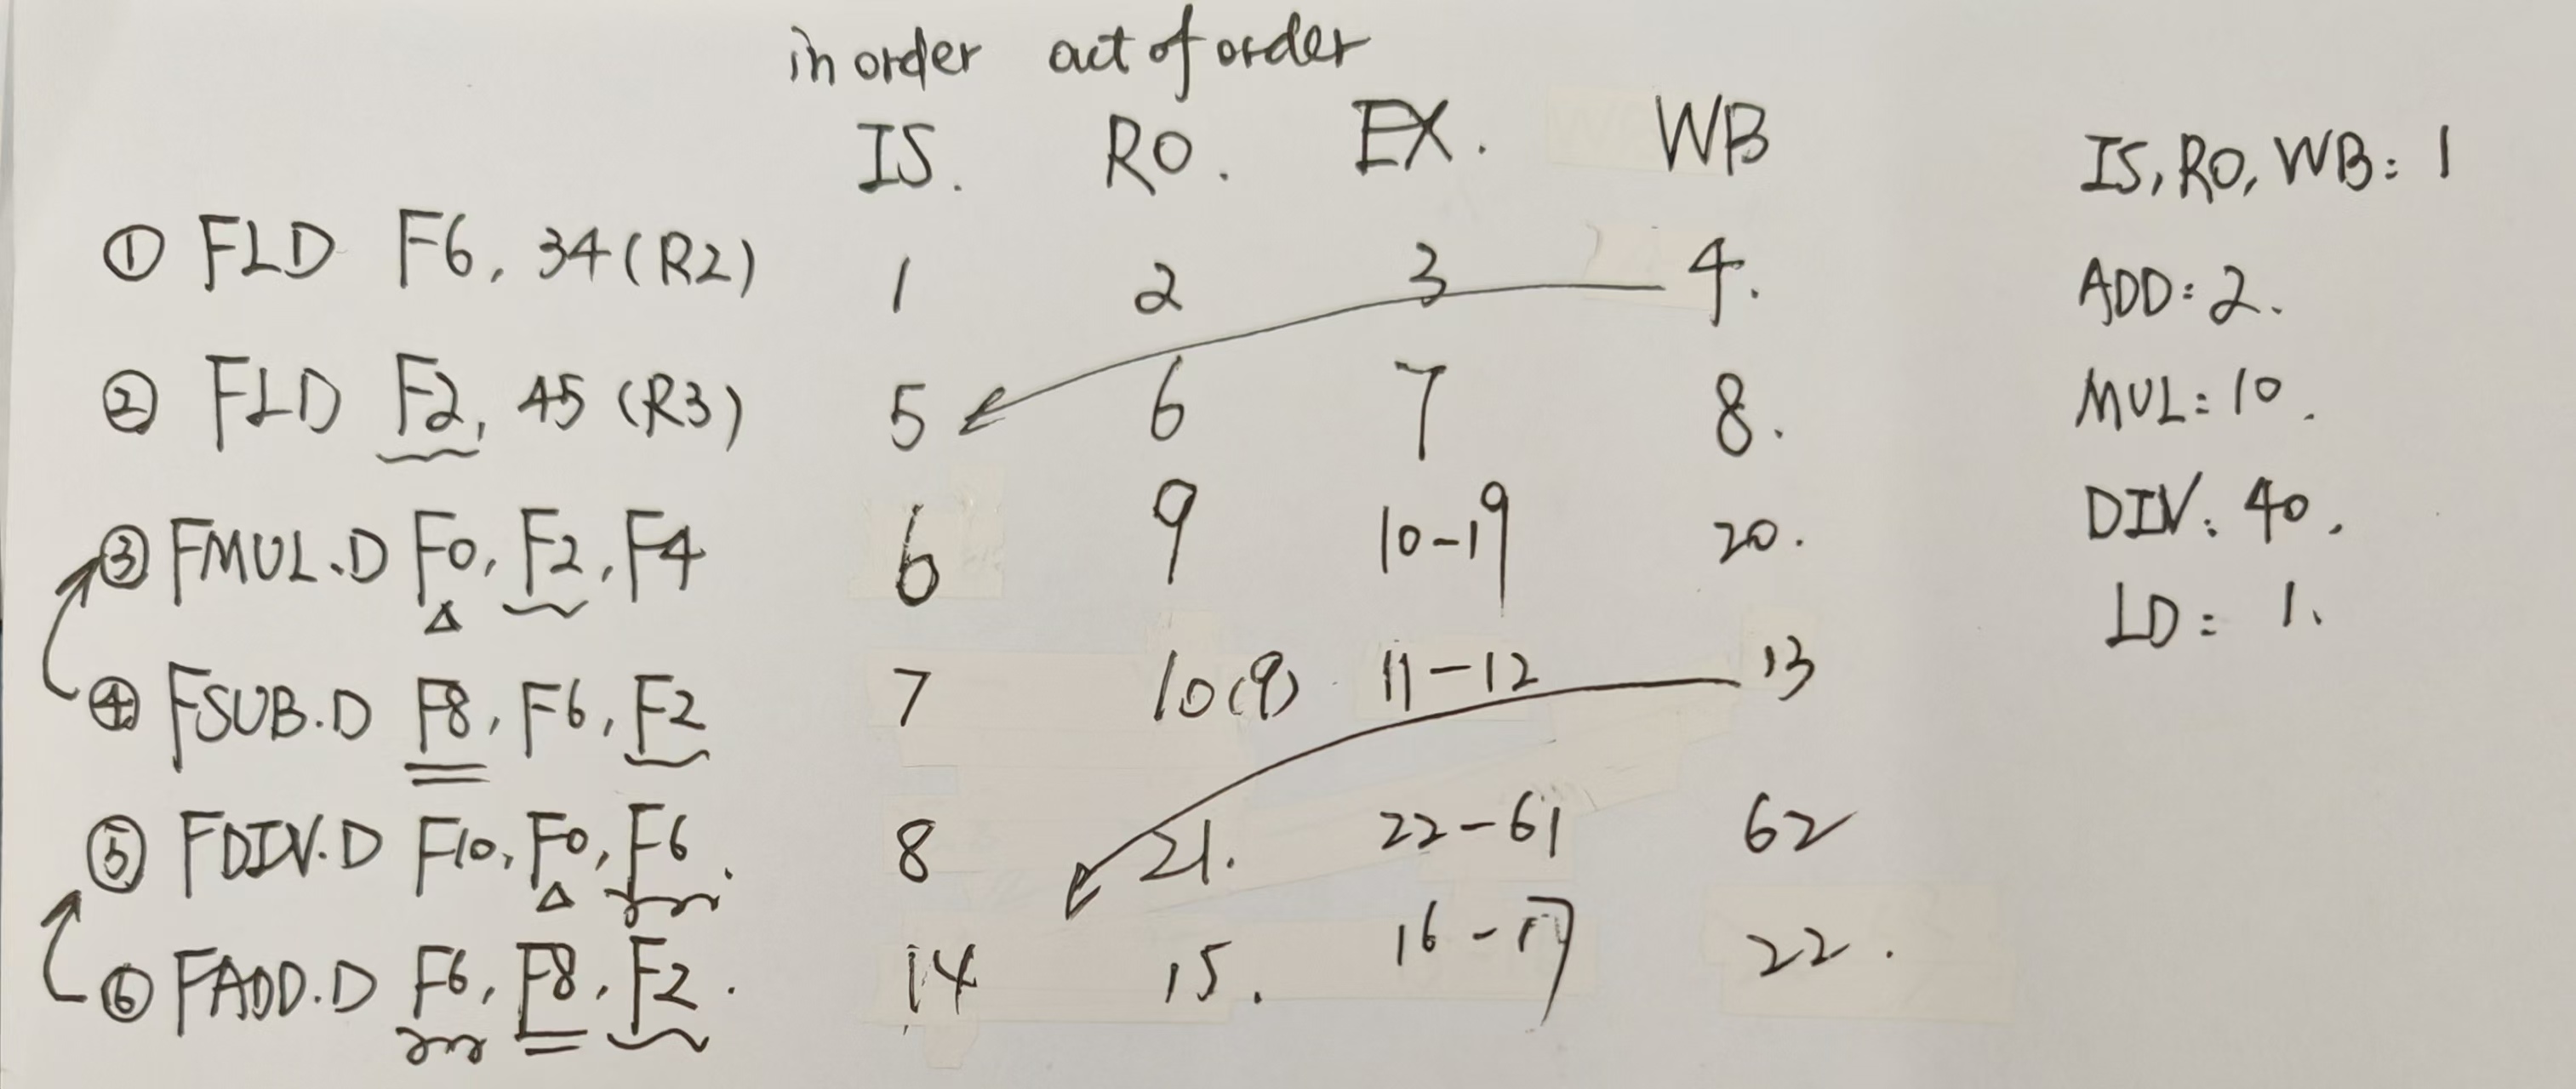 in order out of order
IS. RO. EX. WB
IS, RO, WB: 1
① FLD F6, 34(R2) 1 2 3 4.
ADD: 2.
② FLD F2, 45 (R3) 5 6 7 8.
MUL: 10.
③ FMUL.D F0, F2, F4 6 9 10-19 20.
DIV: 40.
LD: 1.
④ FSUB.D F8, F6, F2 7 10(9) 11-12 13
⑤ FDIV.D F10, F0, F6. 8 21. 22-61 62
⑥ FADD.D F6, F8, F2. 14 15. 16-17 22.